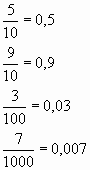 5/10 = 0,5
9/10 = 0,9
3/100 = 0,03
7/1000 = 0,007